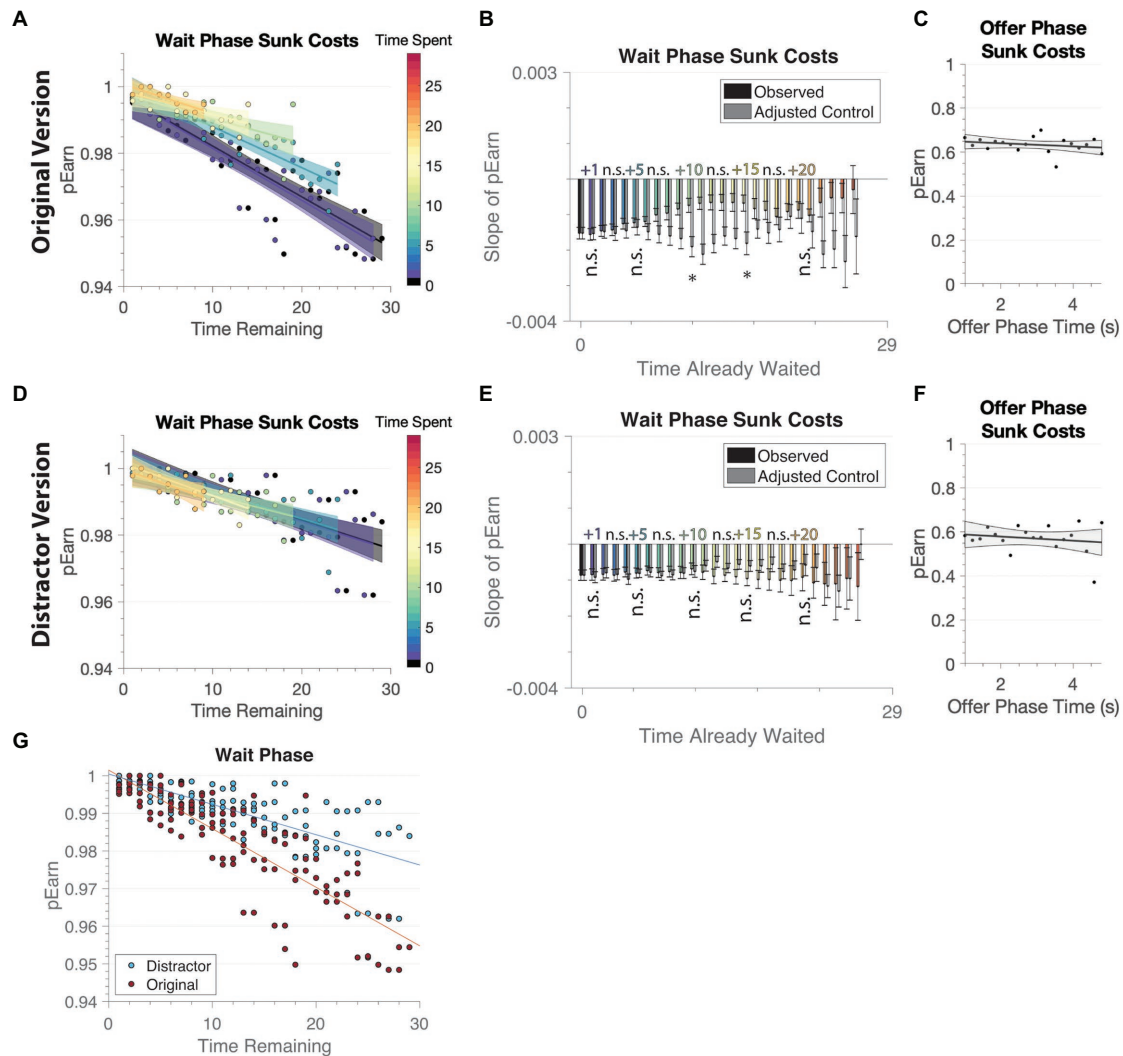 A
Original Version
Wait Phase Sunk Costs
Time Spent
1
0.98
0.96
0.94
pEarn
0
10
20
30
Time Remaining
25
20
15
10
5
0
B
Wait Phase Sunk Costs
0.003
Observed
Adjusted Control
+1 n.s. +5 n.s. +10 n.s. +15 n.s. +20
Slope of pEarn
n.s. n.s. * * n.s.
-0.004
0
29
Time Already Waited
C
Offer Phase
Sunk Costs
1
0.8
0.6
0.4
0.2
0
pEarn
2
4
Offer Phase Time (s)
D
Distractor Version
Wait Phase Sunk Costs
Time Spent
1
0.98
0.96
0.94
pEarn
0
10
20
30
Time Remaining
25
20
15
10
5
0
E
Wait Phase Sunk Costs
0.003
Observed
Adjusted Control
+1 n.s. +5 n.s. +10 n.s. +15 n.s. +20
Slope of pEarn
n.s. n.s. n.s. n.s. n.s.
-0.004
0
29
Time Already Waited
F
Offer Phase
Sunk Costs
1
0.8
0.6
0.4
0.2
0
pEarn
2
4
Offer Phase Time (s)
G
Wait Phase
1
0.99
0.98
0.97
0.96
0.95
0.94
pEarn
Distractor
Original
0
10
20
30
Time Remaining